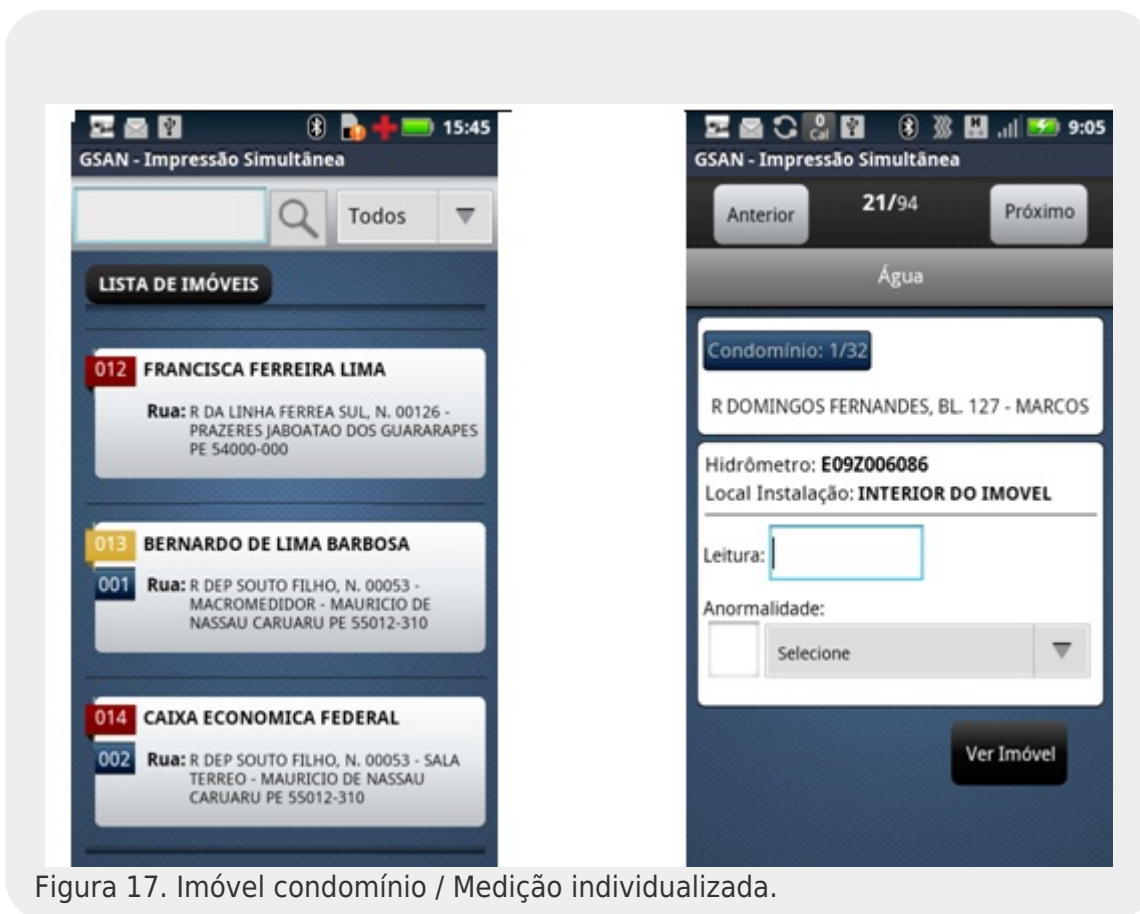 15:45
GSAN - Impressão Simultânea
Todos
LISTA DE IMÓVEIS
012 FRANCISCA FERREIRA LIMA
Rua: R DA LINHA FERREA SUL, N. 00126 -
PRAZERES JABOATAO DOS GUARARAPES
PE 54000-000
013 BERNARDO DE LIMA BARBOSA
001 Rua: R DEP SOUTO FILHO, N. 00053 -
MACROMEDIDOR - MAURICIO DE
NASSAU CARUARU PE 55012-310
014 CAIXA ECONOMICA FEDERAL
002 Rua: R DEP SOUTO FILHO, N. 00053 - SALA
TERREO - MAURICIO DE NASSAU
CARUARU PE 55012-310
0
Cal
H
9:05
GSAN - Impressão Simultânea
Anterior 21/94 Próximo
Água
Condomínio: 1/32
R DOMINGOS FERNANDES, BL. 127 - MARCOS
Hidrômetro: E09Z006086
Local Instalação: INTERIOR DO IMOVEL
Leitura:
Anormalidade:
Selecione
Ver Imóvel
Figura 17. Imóvel condomínio / Medição individualizada.